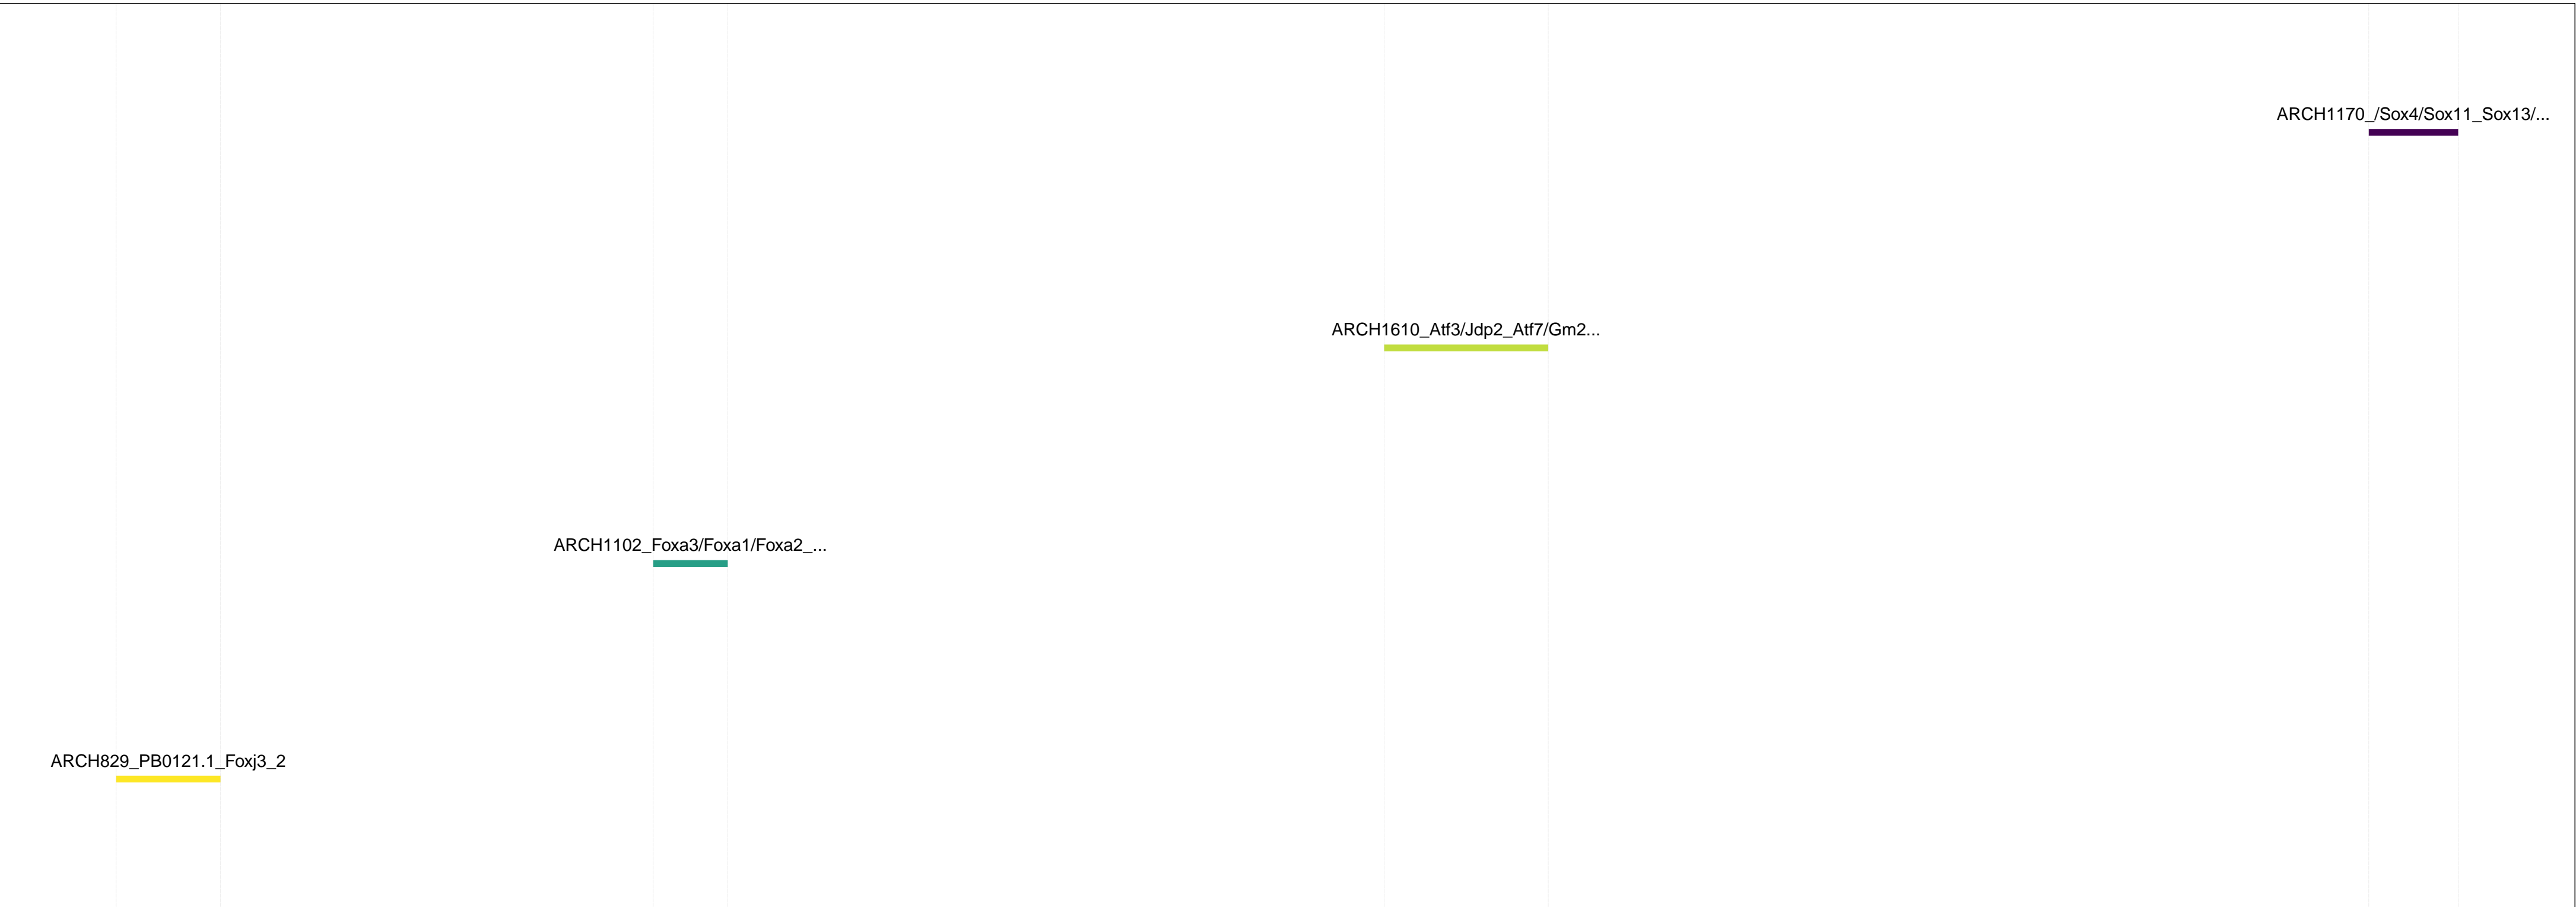 ARCH1170_/Sox4/Sox11_Sox13/...
ARCH1610_Atf3/Jdp2_Atf7/Gm2...
ARCH1102_Foxa3/Foxa1/Foxa2_...
ARCH829_PB0121.1_Foxj3_2